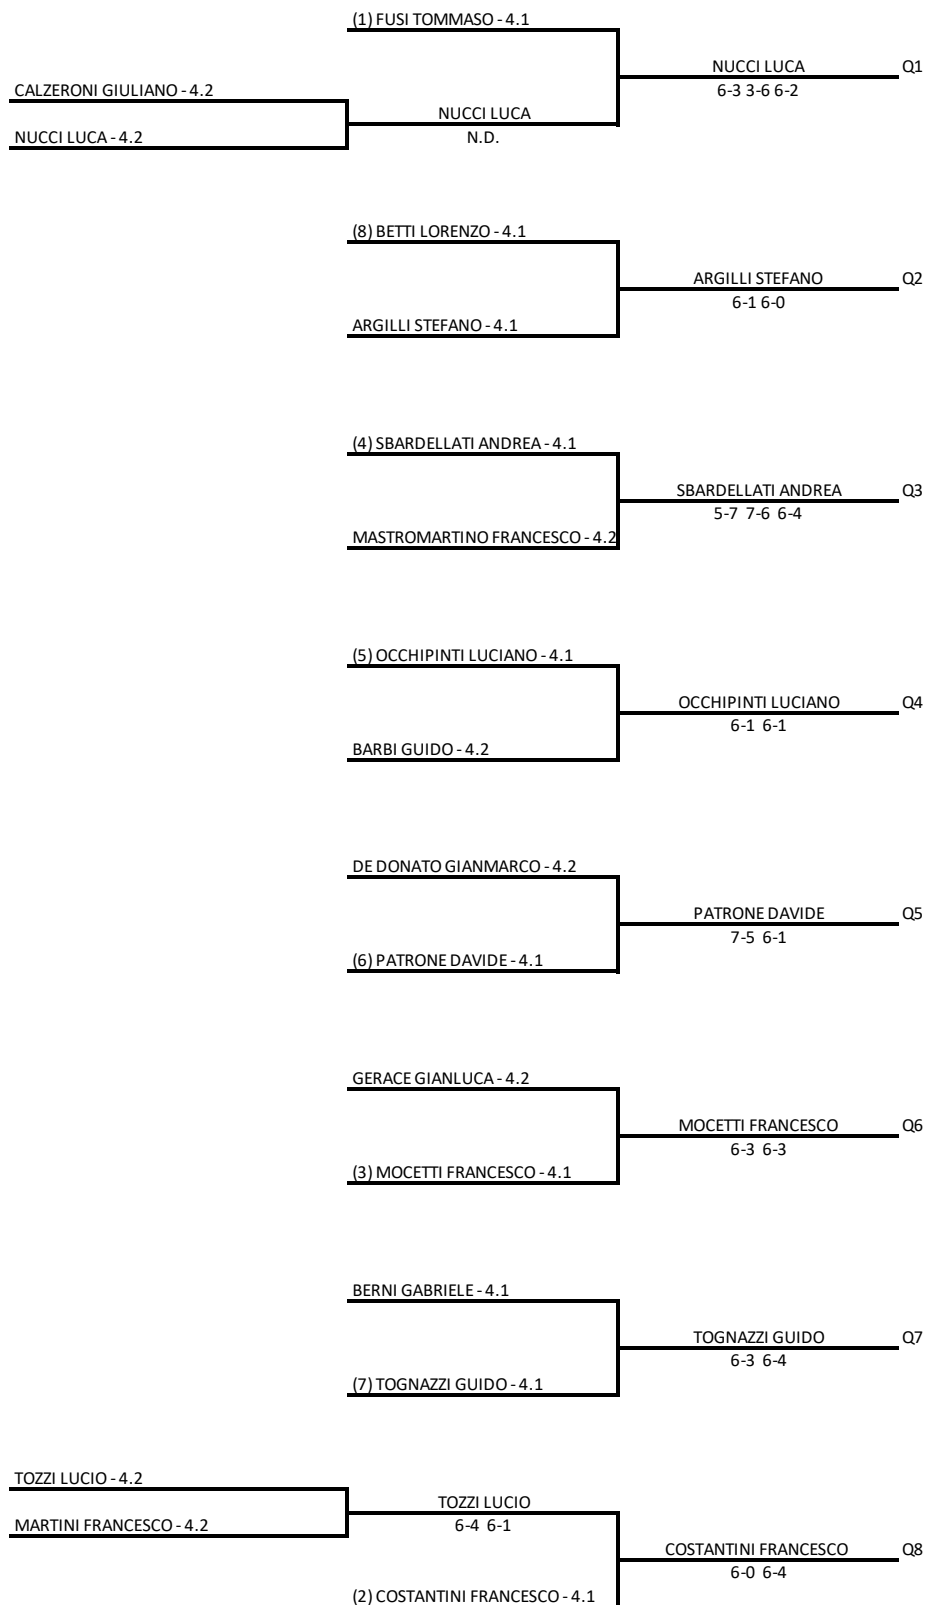 (1) FUSI TOMMASO - 4.1
NUCCI LUCA Q1
CALZERONI GIULIANO - 4.2
6-3 3-6 6-2
NUCCI LUCA
NUCCI LUCA - 4.2
N.D.
(8) BETTI LORENZO - 4.1
ARGILLI STEFANO Q2
6-1 6-0
ARGILLI STEFANO - 4.1
(4) SBARDELLATI ANDREA - 4.1
SBARDELLATI ANDREA Q3
5-7 7-6 6-4
MASTROMARTINO FRANCESCO - 4.2
(5) OCCHIPINTI LUCIANO - 4.1
OCCHIPINTI LUCIANO Q4
6-1 6-1
BARBI GUIDO - 4.2
DE DONATO GIANMARCO - 4.2
PATRONE DAVIDE Q5
7-5 6-1
(6) PATRONE DAVIDE - 4.1
GERACE GIANLUCA - 4.2
MOCETTI FRANCESCO Q6
6-3 6-3
(3) MOCETTI FRANCESCO - 4.1
BERNI GABRIELE - 4.1
TOGNAZZI GUIDO Q7
6-3 6-4
(7) TOGNAZZI GUIDO - 4.1
TOZZI LUCIO - 4.2
TOZZI LUCIO
MARTINI FRANCESCO - 4.2
6-4 6-1
COSTANTINI FRANCESCO Q8
6-0 6-4
(2) COSTANTINI FRANCESCO - 4.1